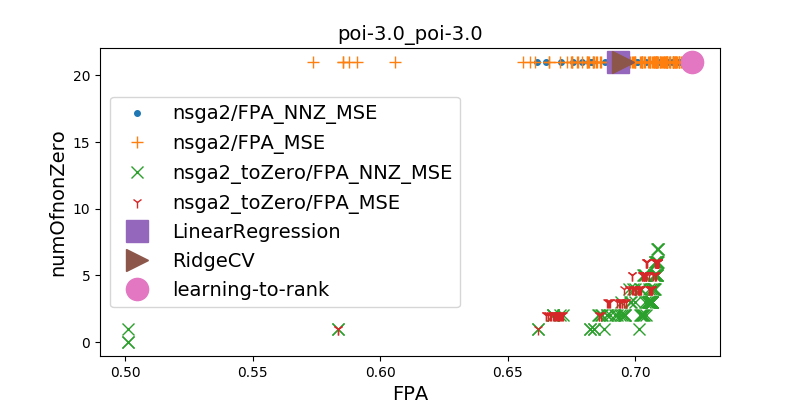 poi-3.0_poi-3.0
numOfnonZero
20
15
10
5
0
nsga2/FPA_NNZ_MSE
nsga2/FPA_MSE
nsga2_toZero/FPA_NNZ_MSE
nsga2_toZero/FPA_MSE
LinearRegression
RidgeCV
learning-to-rank
0.50 0.55 0.60 0.65 0.70
FPA